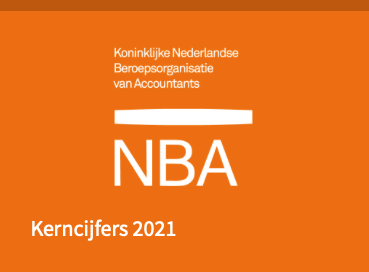 Koninklijke Nederlandse
Beroepsorganisatie
van Accountants
NBA
Kerncijfers 2021